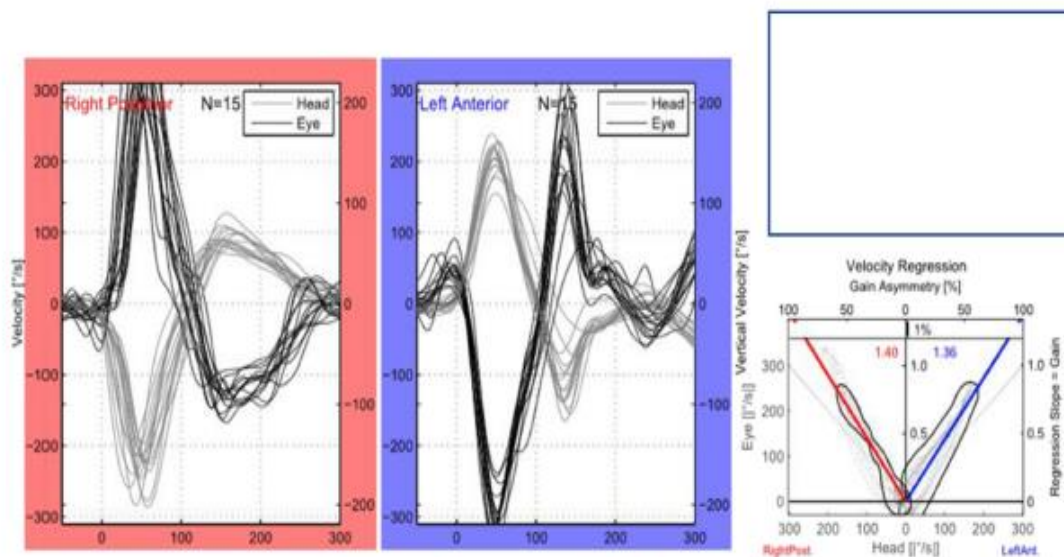 Right Posterior N=15
Head
Eye
300
200
100
0
−100
−200
−300
200
100
0
−100
−200
0 100 200 300
Velocity [°/s]
Left Anterior N=15
Head
Eye
300
200
100
0
−100
−200
−300
200
100
0
−100
−200
0 100 200 300
Vertical Velocity [°/s]
Velocity Regression
Gain Asymmetry [%]
100 50 0 50 100
1%
1.40 1.36
300
200
100
0
1.0
0.5
1.0
0.5
0
Eye [|°/s|]
Regression Slope = Gain
300 200 100 0 100 200 300
RightPost. Head [|°/s|] LeftAnt.